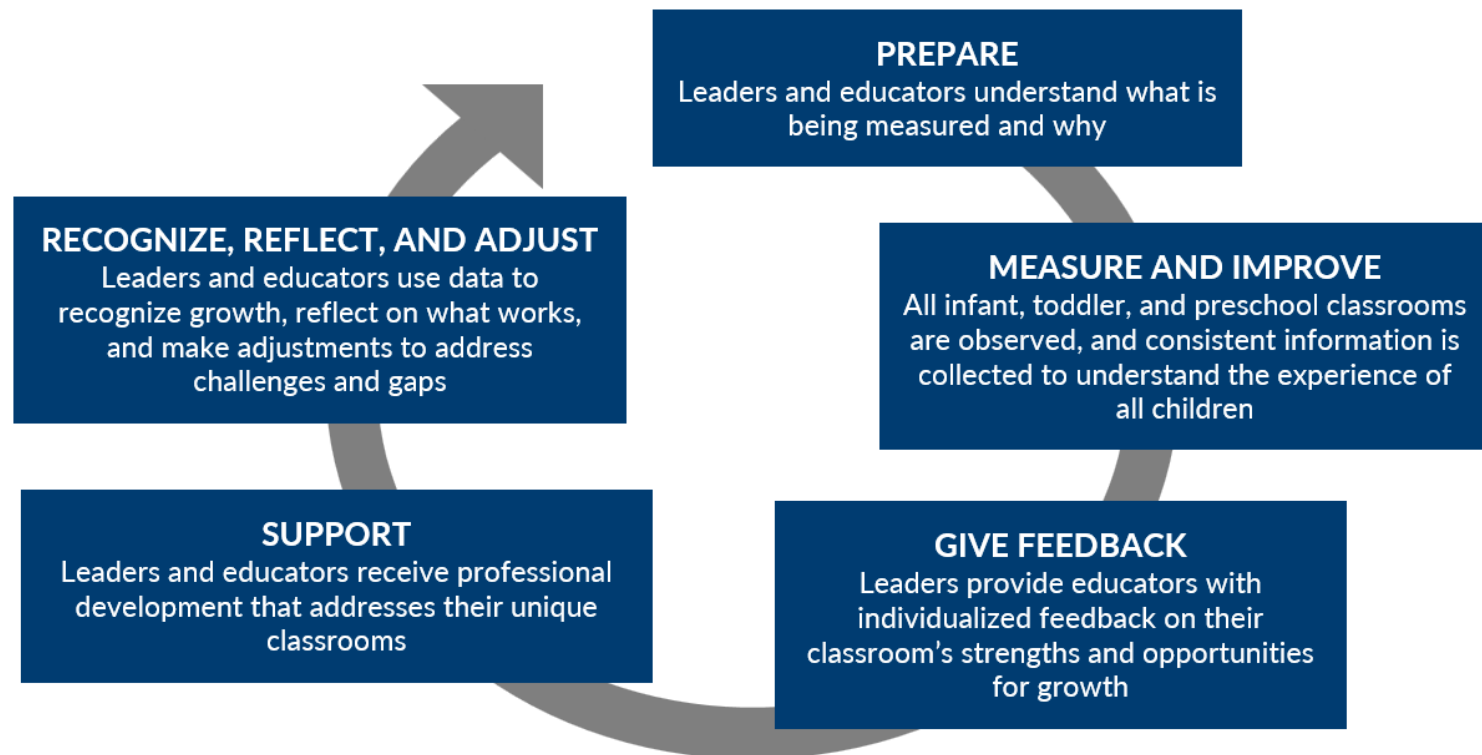 PREPARE
Leaders and educators understand what is
being measured and why
MEASURE AND IMPROVE
All infant, toddler, and preschool classrooms
are observed, and consistent information is
collected to understand the experience of
all children
GIVE FEEDBACK
Leaders provide educators with
individualized feedback on their
classroom’s strengths and opportunities
for growth
SUPPORT
Leaders and educators receive professional
development that addresses their unique
classrooms
RECOGNIZE, REFLECT, AND ADJUST
Leaders and educators use data to
recognize growth, reflect on what works,
and make adjustments to address
challenges and gaps